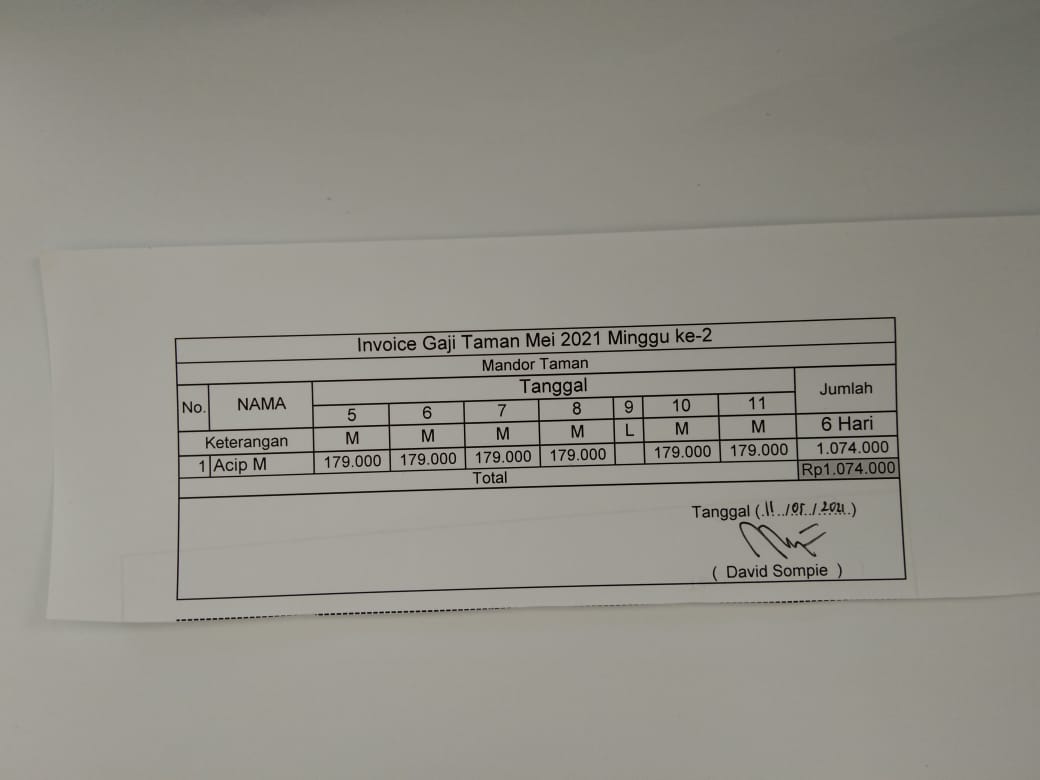 Invoice Gaji Taman Mei 2021 Minggu ke-2
Mandor Taman
No. NAMA Tanggal Jumlah
5 6 7 8 9 10 11
Keterangan M M M M L M M 6 Hari
1 Acip M 179.000 179.000 179.000 179.000 179.000 179.000 1.074.000
Total Rp1.074.000
Tanggal (.11../05./.2021.)
( David Sompie )